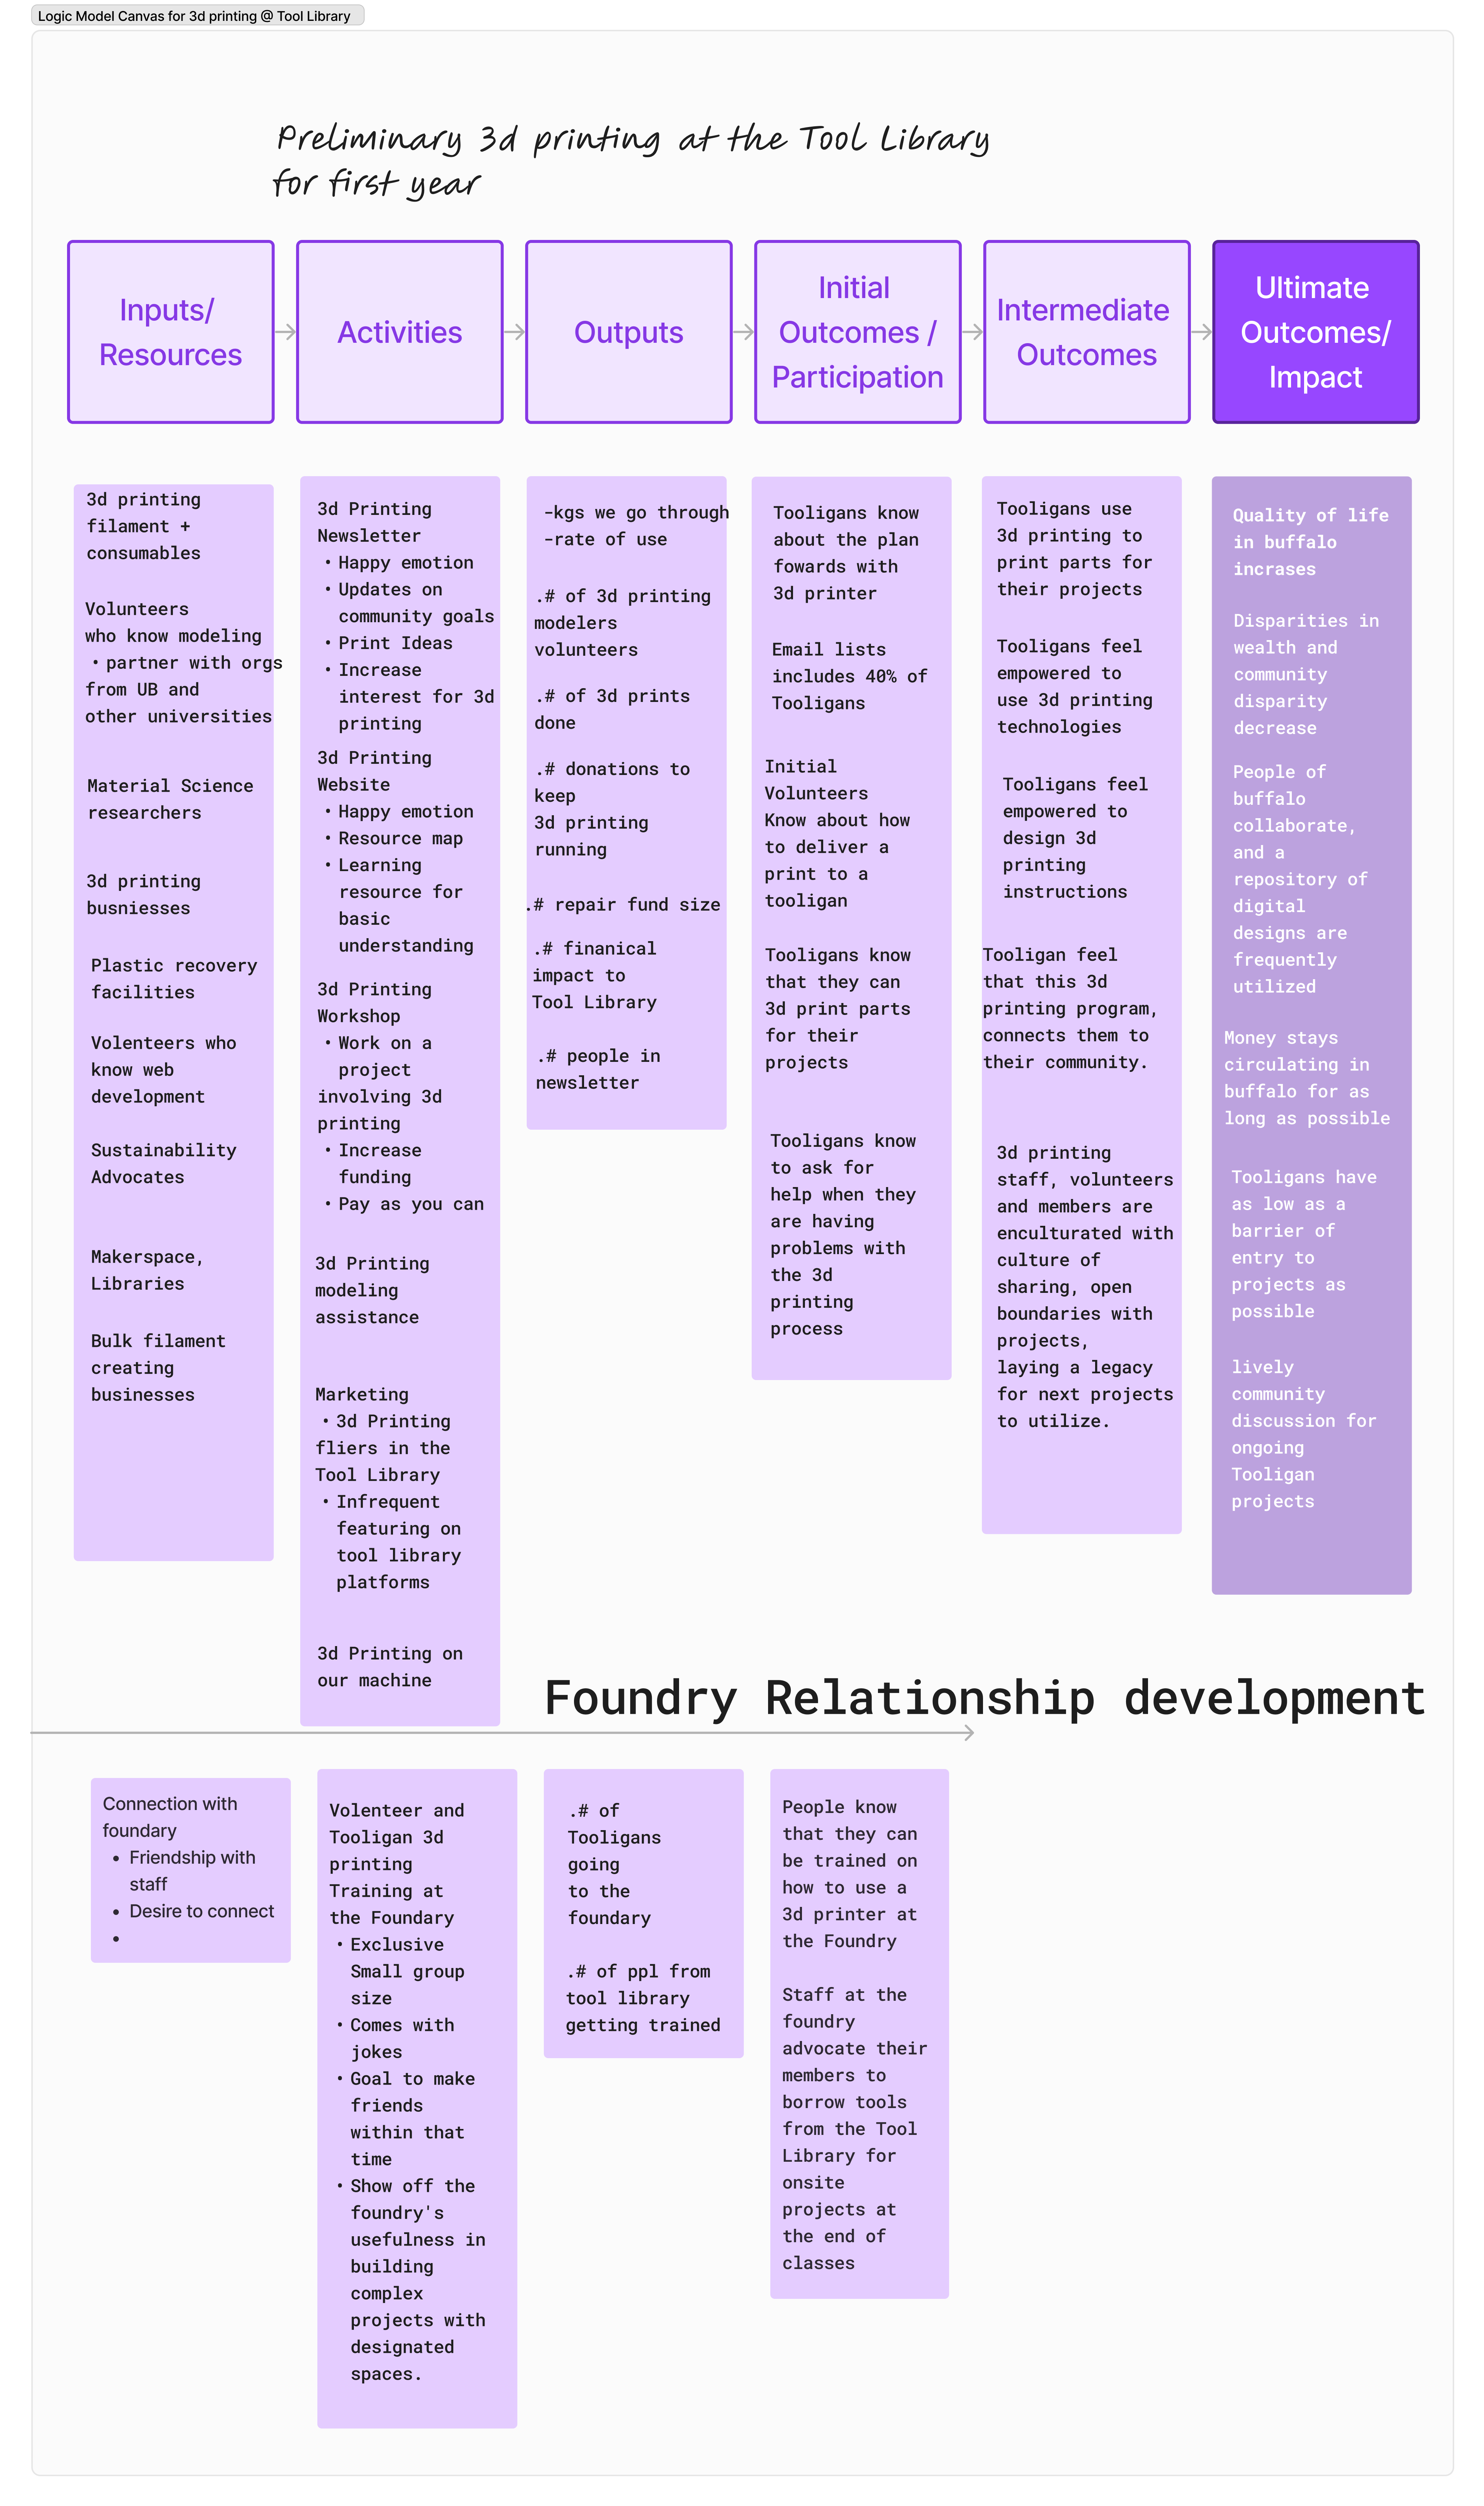 Logic Model Canvas for 3d printing @ Tool Library
Preliminary 3d printing at the Tool Library
for first year
Inputs/
Resources
Activities
Outputs
Initial
Outcomes /
Participation
Intermediate
Outcomes
Ultimate
Outcomes/
Impact
3d printing
filament +
consumables
Volunteers
who know modeling
• partner with orgs
from UB and
other universities
Material Science
researchers
3d printing
busniesses
Plastic recovery
facilities
Volenteers who
know web
development
Sustainability
Advocates
Makerspace,
Libraries
Bulk filament
creating
businesses
3d Printing
Newsletter
• Happy emotion
• Updates on
community goals
• Print Ideas
• Increase
interest for 3d
printing
3d Printing
Website
• Happy emotion
• Resource map
• Learning
resource for
basic
understanding
3d Printing
Workshop
• Work on a
project
involving 3d
printing
• Increase
funding
• Pay as you can
3d Printing
modeling
assistance
Marketing
• 3d Printing
fliers in the
Tool Library
• Infrequent
featuring on
tool library
platforms
3d Printing on
our machine
-kgs we go through
-rate of use
.# of 3d printing
modelers
volunteers
.# of 3d prints
done
.# donations to
keep
3d printing
running
.# repair fund size
.# finanical
impact to
Tool Library
.# people in
newsletter
Tooligans know
about the plan
fowards with
3d printer
Email lists
includes 40% of
Tooligans
Initial
Volunteers
Know about how
to deliver a
print to a
tooligan
Tooligans know
that they can
3d print parts
for their
projects
Tooligans know
to ask for
help when they
are having
problems with
the 3d
printing
process
Tooligans use
3d printing to
print parts for
their projects
Tooligans feel
empowered to
use 3d printing
technologies
Tooligans feel
empowered to
design 3d
printing
instructions
Tooligan feel
that this 3d
printing program,
connects them to
their community.
3d printing
staff, volunteers
and members are
enculturated with
culture of
sharing, open
boundaries with
projects,
laying a legacy
for next projects
to utilize.
Quality of life
in buffalo
incrases
Disparities in
wealth and
community
disparity
decrease
People of
buffalo
collaborate,
and a
repository of
digital
designs are
frequently
utilized
Money stays
circulating in
buffalo for as
long as possible
Tooligans have
as low as a
barrier of
entry to
projects as
possible
lively
community
discussion for
ongoing
Tooligan
projects
Foundry Relationship development
Connection with
foundary
• Friendship with
staff
• Desire to connect
•
Volenteer and
Tooligan 3d
printing
Training at
the Foundary
• Exclusive
Small group
size
• Comes with
jokes
• Goal to make
friends
within that
time
• Show off the
foundry's
usefulness in
building
complex
projects with
designated
spaces.
.# of
Tooligans
going
to the
foundary
.# of ppl from
tool library
getting trained
People know
that they can
be trained on
how to use a
3d printer at
the Foundry
Staff at the
foundry
advocate their
members to
borrow tools
from the Tool
Library for
onsite
projects at
the end of
classes